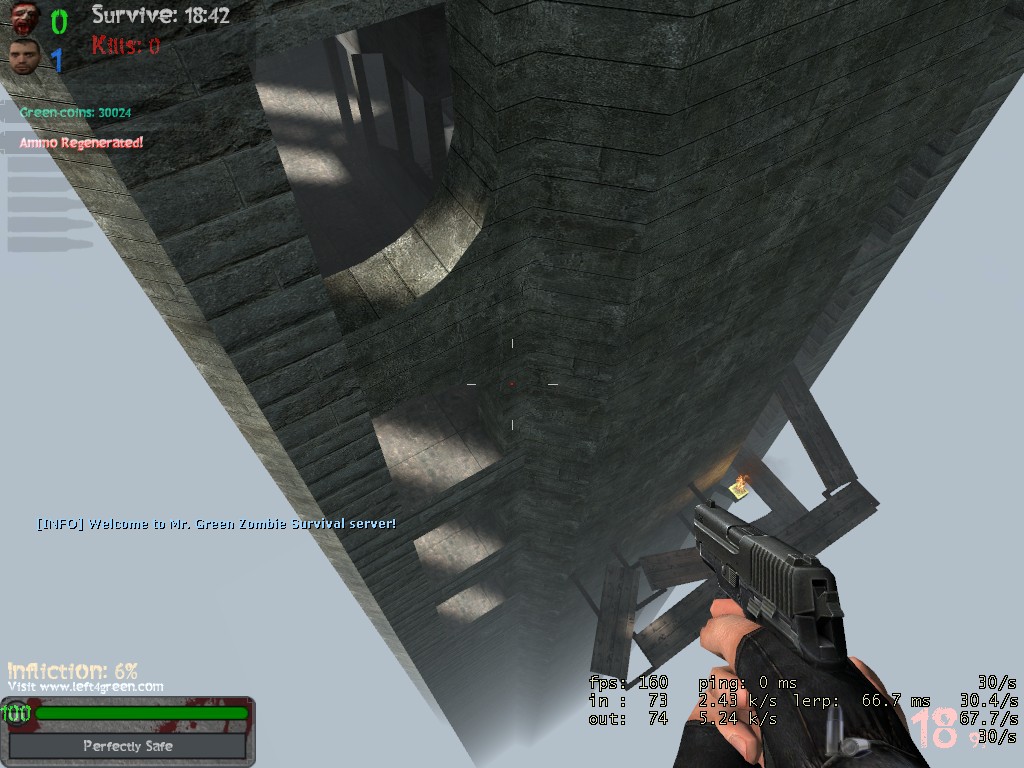 0
Survive: 18:42
1
Kills: 0
Green-coins: 30024
Ammo Regenerated!
[INFO] Welcome to Mr. Green Zombie Survival server!
Infliction: 6%
Visit www.left4green.com
100
Perfectly Safe
fps: 160 ping: 0 ms 30/s
in : 73 2.43 k/s lerp: 66.7 ms 30.4/s
out: 74 5.24 k/s 67.7/s
30/s
18